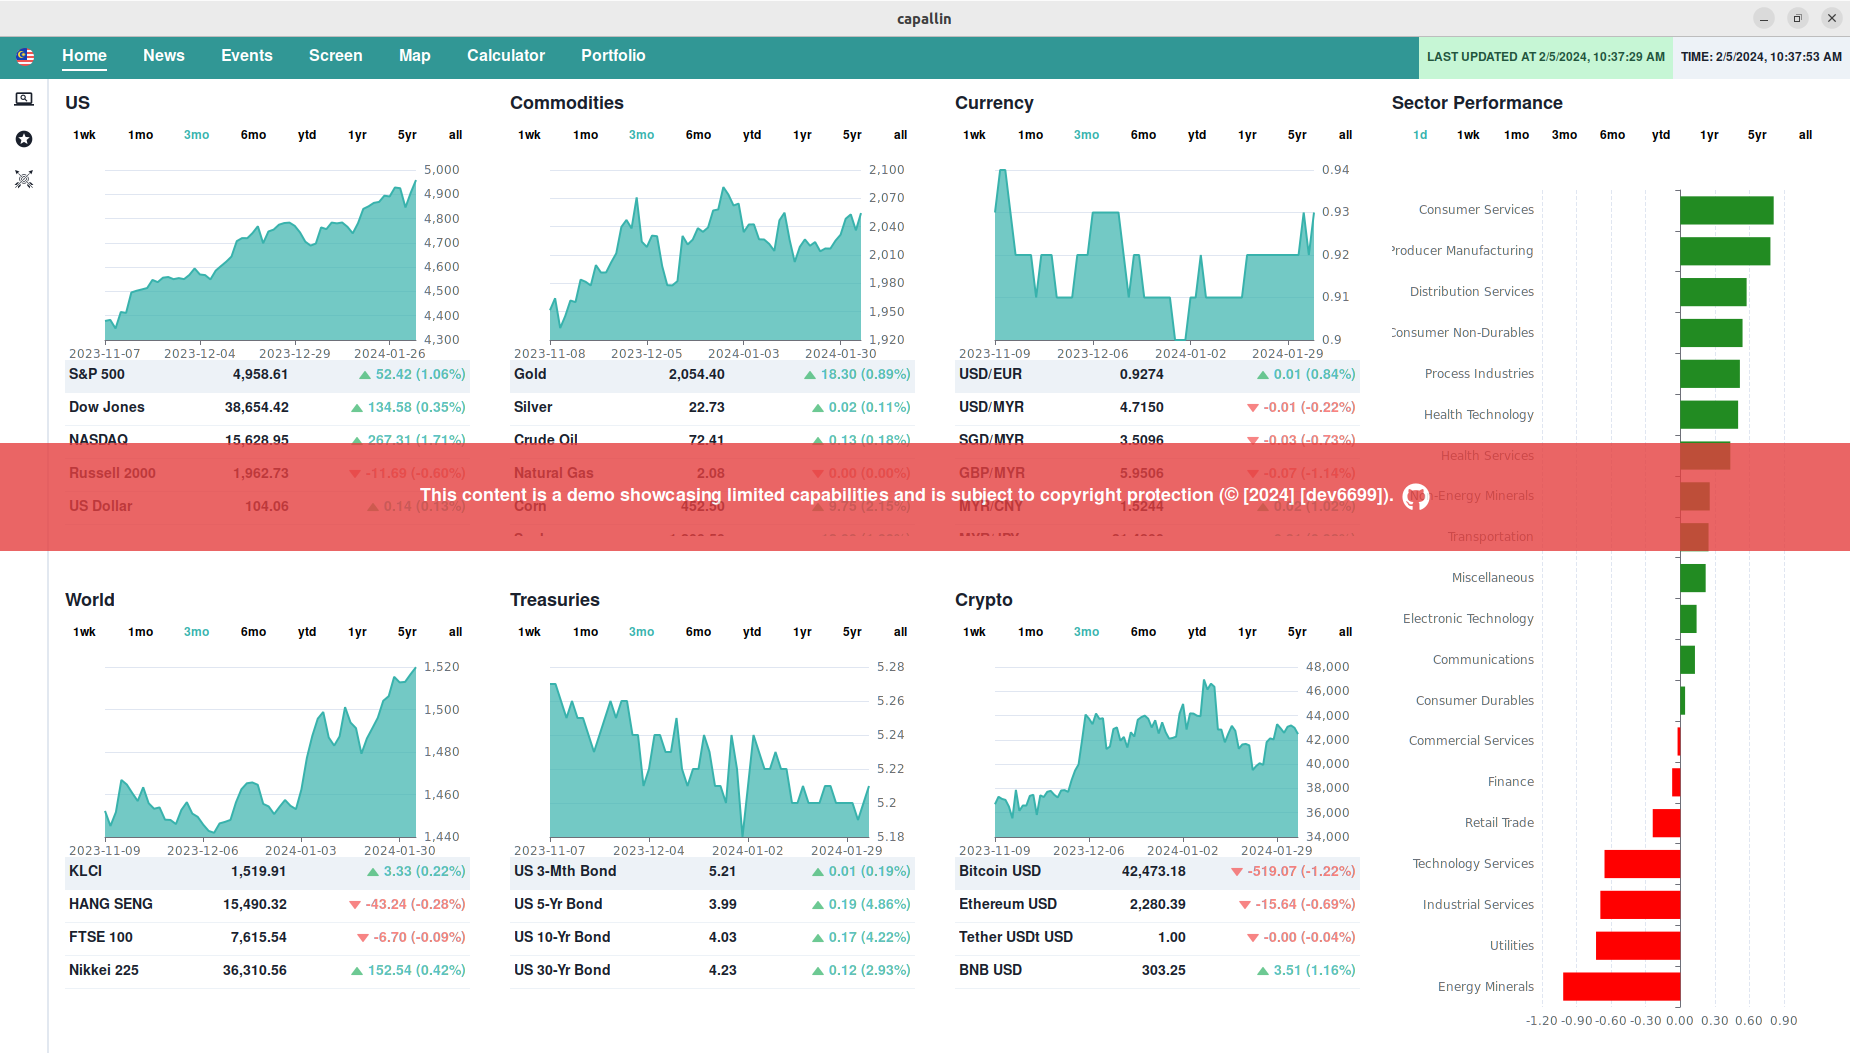 capallin
Home News Events Screen Map Calculator Portfolio
LAST UPDATED AT 2/5/2024, 10:37:29 AM
TIME: 2/5/2024, 10:37:53 AM
US
1wk 1mo 3mo 6mo ytd 1yr 5yr all
5,000
4,900
4,800
4,700
4,600
4,500
4,400
4,300
2023-11-07 2023-12-04 2023-12-29 2024-01-26
S&P 500 4,958.61 52.42 (1.06%)
Dow Jones 38,654.42 134.58 (0.35%)
NASDAQ 15,628.95 267.31 (1.71%)
Russell 2000 1,962.73 -11.69 (-0.60%)
US Dollar 104.06 0.14 (0.13%)
Commodities
1wk 1mo 3mo 6mo ytd 1yr 5yr all
2,100
2,070
2,040
2,010
1,980
1,950
1,920
2023-11-08 2023-12-05 2024-01-03 2024-01-30
Gold 2,054.40 18.30 (0.89%)
Silver 22.73 0.02 (0.11%)
Crude Oil 72.41 0.13 (0.18%)
Natural Gas 2.08 0.00 (0.00%)
Corn 452.50 9.75 (2.15%)
Currency
1wk 1mo 3mo 6mo ytd 1yr 5yr all
0.94
0.93
0.92
0.91
0.9
2023-11-09 2023-12-06 2024-01-02 2024-01-29
USD/EUR 0.9274 0.01 (0.84%)
USD/MYR 4.7150 -0.01 (-0.22%)
SGD/MYR 3.5096 -0.03 (-0.73%)
GBP/MYR 5.9506 -0.07 (-1.14%)
MYR/CNY 1.5244
This content is a demo showcasing limited capabilities and is subject to copyright protection (© [2024] [dev6699]).
World
1wk 1mo 3mo 6mo ytd 1yr 5yr all
1,520
1,500
1,480
1,460
1,440
2023-11-09 2023-12-06 2024-01-03 2024-01-30
KLCI 1,519.91 3.33 (0.22%)
HANG SENG 15,490.32 -43.24 (-0.28%)
FTSE 100 7,615.54 -6.70 (-0.09%)
Nikkei 225 36,310.56 152.54 (0.42%)
Treasuries
1wk 1mo 3mo 6mo ytd 1yr 5yr all
5.28
5.26
5.24
5.22
5.2
5.18
2023-11-07 2023-12-04 2024-01-02 2024-01-29
US 3-Mth Bond 5.21 0.01 (0.19%)
US 5-Yr Bond 3.99 0.19 (4.86%)
US 10-Yr Bond 4.03 0.17 (4.22%)
US 30-Yr Bond 4.23 0.12 (2.93%)
Crypto
1wk 1mo 3mo 6mo ytd 1yr 5yr all
48,000
46,000
44,000
42,000
40,000
38,000
36,000
34,000
2023-11-09 2023-12-06 2024-01-02 2024-01-29
Bitcoin USD 42,473.18 -519.07 (-1.22%)
Ethereum USD 2,280.39 -15.64 (-0.69%)
Tether USDt USD 1.00 -0.00 (-0.04%)
BNB USD 303.25 3.51 (1.16%)
Sector Performance
1d 1wk 1mo 3mo 6mo ytd 1yr 5yr all
Consumer Services
Producer Manufacturing
Distribution Services
Consumer Non-Durables
Process Industries
Health Technology
Health Services
Non-Energy Minerals
Transportation
Miscellaneous
Electronic Technology
Communications
Consumer Durables
Commercial Services
Finance
Retail Trade
Technology Services
Industrial Services
Utilities
Energy Minerals
-1.20 -0.90 -0.60 -0.30 0.00 0.30 0.60 0.90